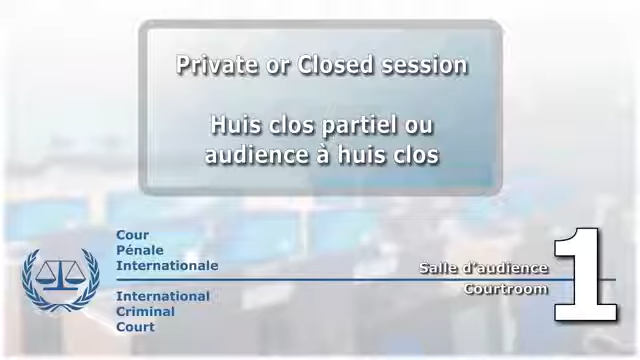 Private or Closed session
Huis clos partiel ou
audience à huis clos
Cour
Pénale
Internationale
International
Criminal
Court
Salle d'audience
Courtroom
1